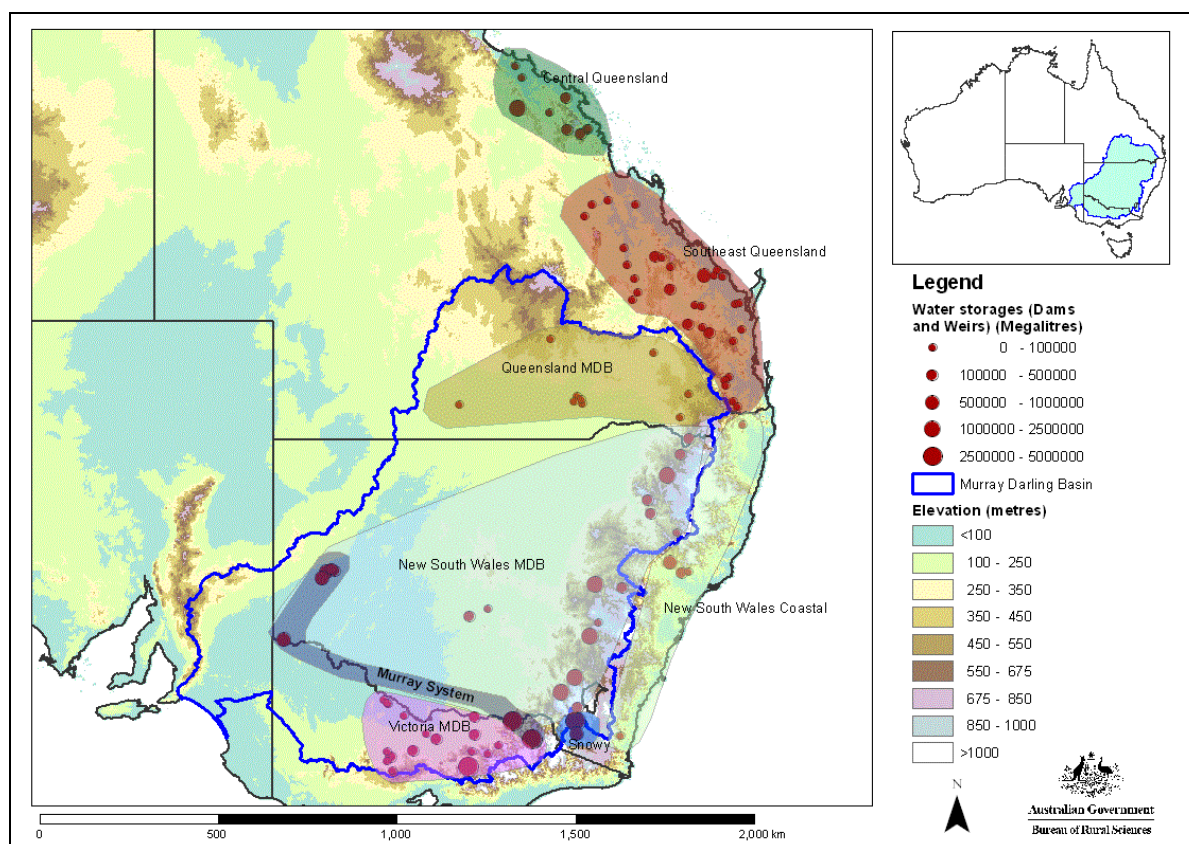 Central Queensland
Southeast Queensland
Queensland MDB
New South Wales MDB
New South Wales Coastal
Murray System
Victoria MDB
Snowy
0 500 1,000 1,500 2,000 km
Legend
Water storages (Dams
and Weirs) (Megalitres)
0 - 100000
100000 - 500000
500000 - 1000000
1000000 - 2500000
2500000 - 5000000
Murray Darling Basin
Elevation (metres)
<100
100 - 250
250 - 350
350 - 450
450 - 550
550 - 675
675 - 850
850 - 1000
>1000
N
Australian Government
Bureau of Rural Sciences